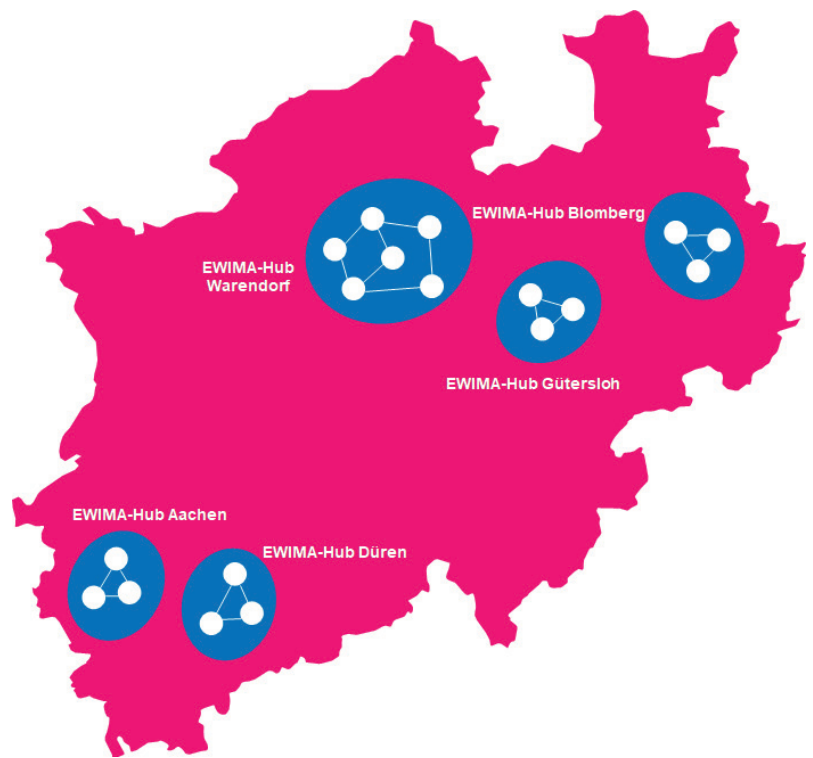 EWIMA-Hub Blomberg
EWIMA-Hub
Warendorf
EWIMA-Hub Gütersloh
EWIMA-Hub Aachen
EWIMA-Hub Düren